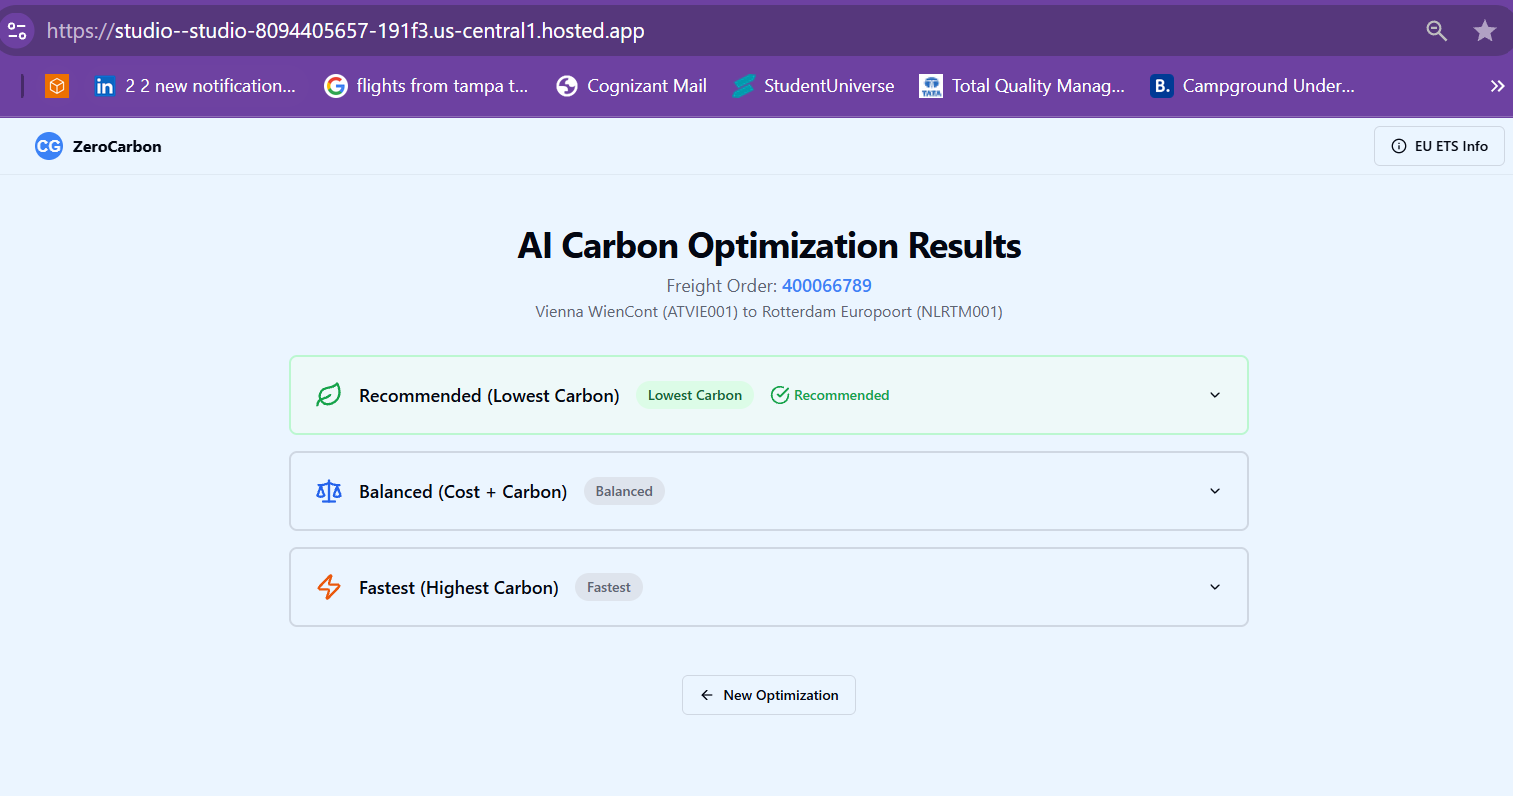 https://studio--studio-8094405657-191f3.us-central1.hosted.app
in 2 2 new notification... flights from tampa t... Cognizant Mail StudentUniverse TATA Total Quality Manag... B. Campground Under...
CG ZeroCarbon EU ETS Info
AI Carbon Optimization Results
Freight Order: 400066789
Vienna WienCont (ATVIE001) to Rotterdam Europoort (NLRTM001)
Recommended (Lowest Carbon) Lowest Carbon Recommended
Balanced (Cost + Carbon) Balanced
Fastest (Highest Carbon) Fastest
New Optimization